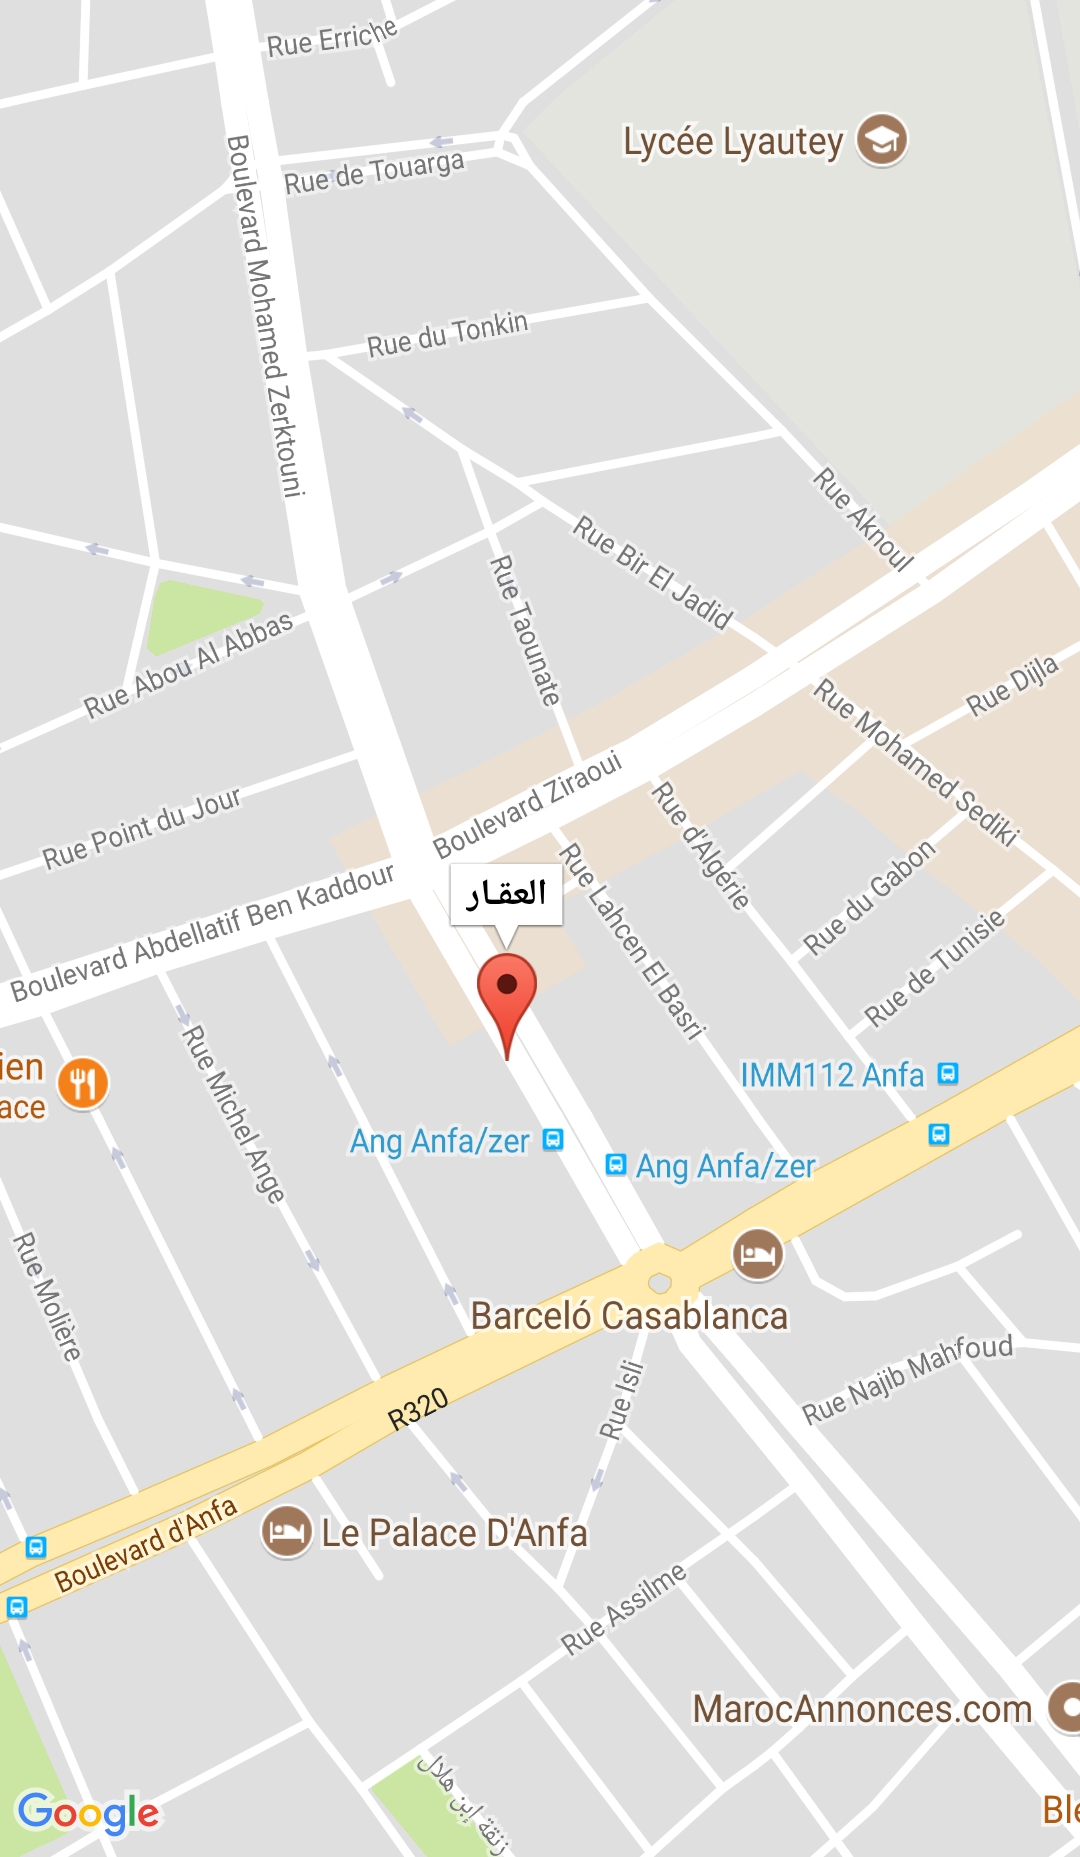 Rue Erriche
Lycée Lyautey
Rue de Touarga
Boulevard Mohamed Zerktouni
Rue du Tonkin
Rue Aknoul
Rue Bir El Jadid
Rue Taounate
Rue Abou Al Abbas
Rue Dijla
Rue Mohamed Sediki
Boulevard Ziraoui
Rue Point du Jour
Rue d'Algérie
Rue du Gabon
Rue Lahcen El Basri
العقار
Boulevard Abdellatif Ben Kaddour
Rue de Tunisie
ien
ace
Rue Michel Ange
IMM112 Anfa
Ang Anfa/zer
Ang Anfa/zer
Rue Molière
Barceló Casablanca
Rue Najib Mahfoud
Rue Isli
R320
Boulevard d'Anfa
Le Palace D'Anfa
Rue Assilme
MarocAnnonces.com
زنقة إبن هلال
Google
Ble